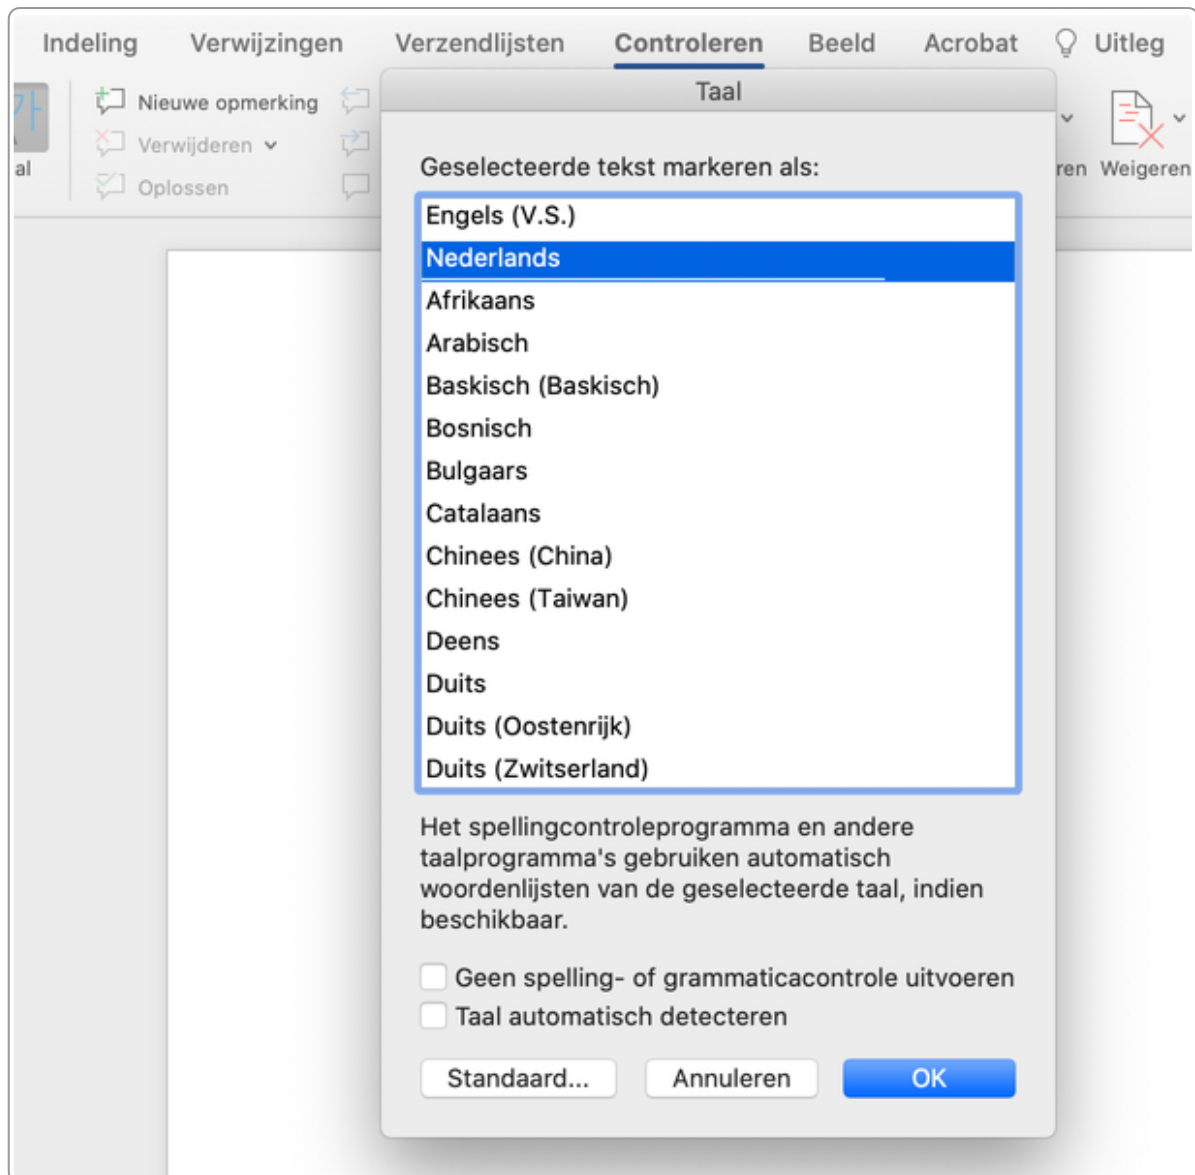 Indeling Verwijzingen Verzendlijsten Controleren Beeld Acrobat Uitleg
Taal
Nieuwe opmerking
Verwijderen
al
ren Weigeren
Oplossen
Geselecteerde tekst markeren als:
Engels (V.S.)
Nederlands
Afrikaans
Arabisch
Baskisch (Baskisch)
Bosnisch
Bulgaars
Catalaans
Chinees (China)
Chinees (Taiwan)
Deens
Duits
Duits (Oostenrijk)
Duits (Zwitserland)
Het spellingcontroleprogramma en andere
taalprogramma's gebruiken automatisch
woordenlijsten van de geselecteerde taal, indien
beschikbaar.
Geen spelling- of grammaticacontrole uitvoeren
Taal automatisch detecteren
Standaard... Annuleren OK